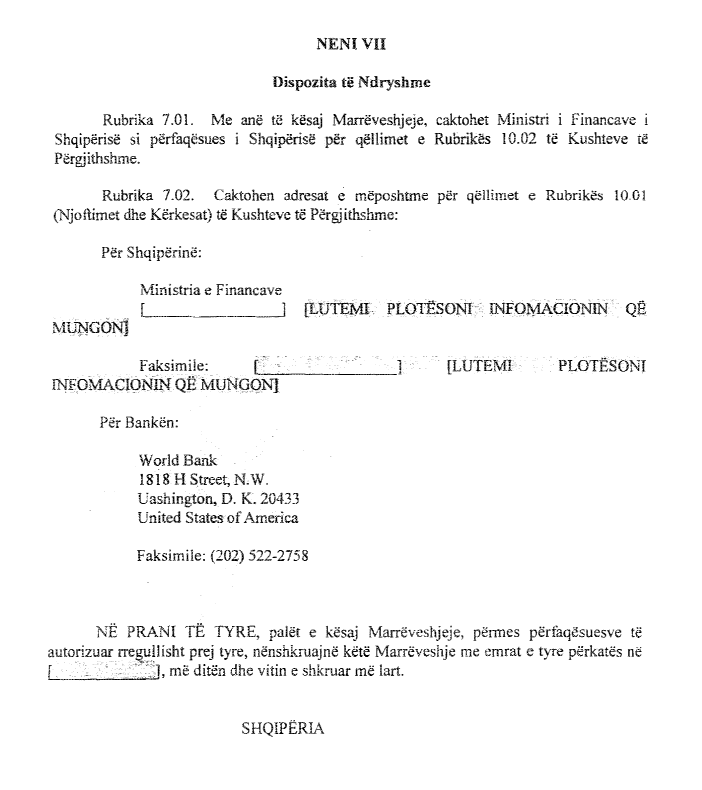 NENI VII
Dispozita të Ndryshme
Rubrika 7.01. Me anë të kësaj Marrëveshjeje, caktohet Ministri i Financave i
Shqipërisë si përfaqësues i Shqipërisë për qëllimet e Rubrikës 10.02 të Kushteve të
Përgjithshme.
Rubrika 7.02. Caktohen adresat e mëposhtme për qëllimet e Rubrikës 10.01
(Njoftimet dhe Kërkesat) të Kushteve të Përgjithshme:
Për Shqipërinë:
Ministria e Financave
[_________________] [LUTEMI PLOTËSONI INFOMACIONIN QË
MUNGON]
Faksimile: [_________________] [LUTEMI PLOTËSONI
INFOMACIONIN QË MUNGON]
Për Bankën:
World Bank
1818 H Street, N.W.
Uashington, D. K. 20433
United States of America
Faksimile: (202) 522-2758
NË PRANI TË TYRE, palët e kësaj Marrëveshjeje, përmes përfaqësuesve të
autorizuar rregullisht prej tyre, nënshkruajnë këtë Marrëveshje me emrat e tyre përkatës në
[_____________], më ditën dhe vitin e shkruar më lart.
SHQIPËRIA